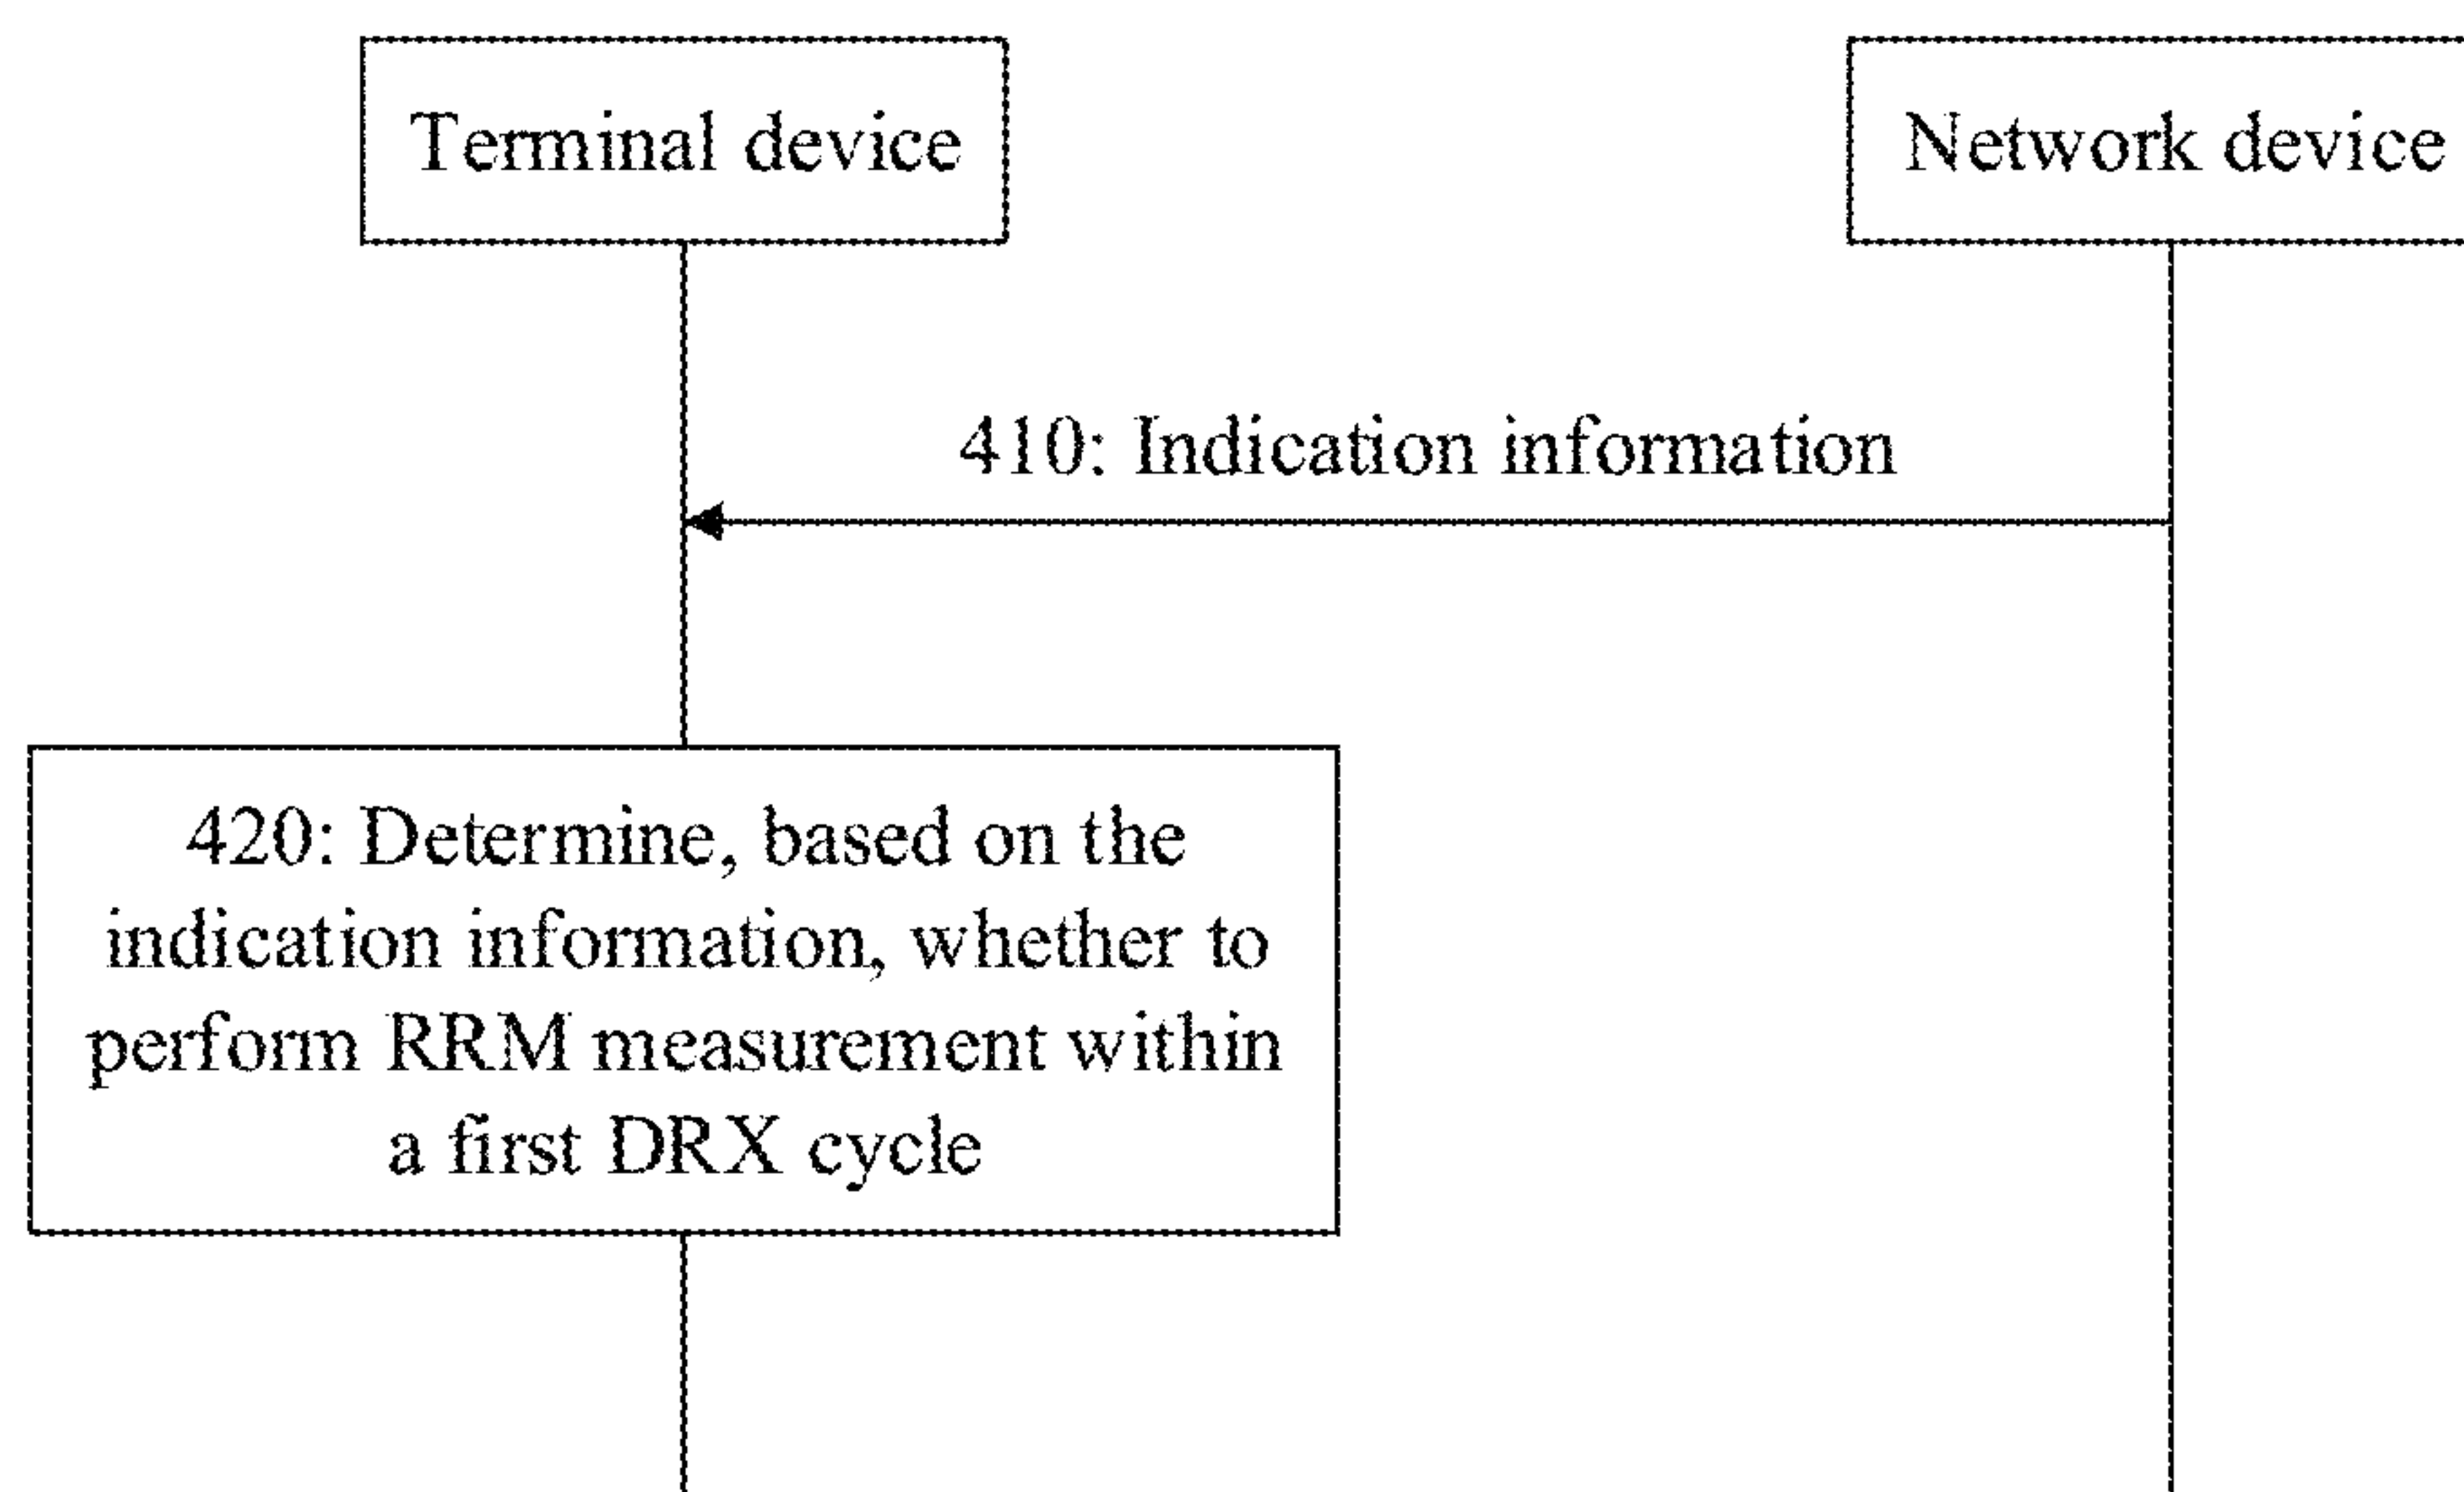 Terminal device
Network device
410: Indication information
420: Determine, based on the
indication information, whether to
perform RRM measurement within
a first DRX cycle